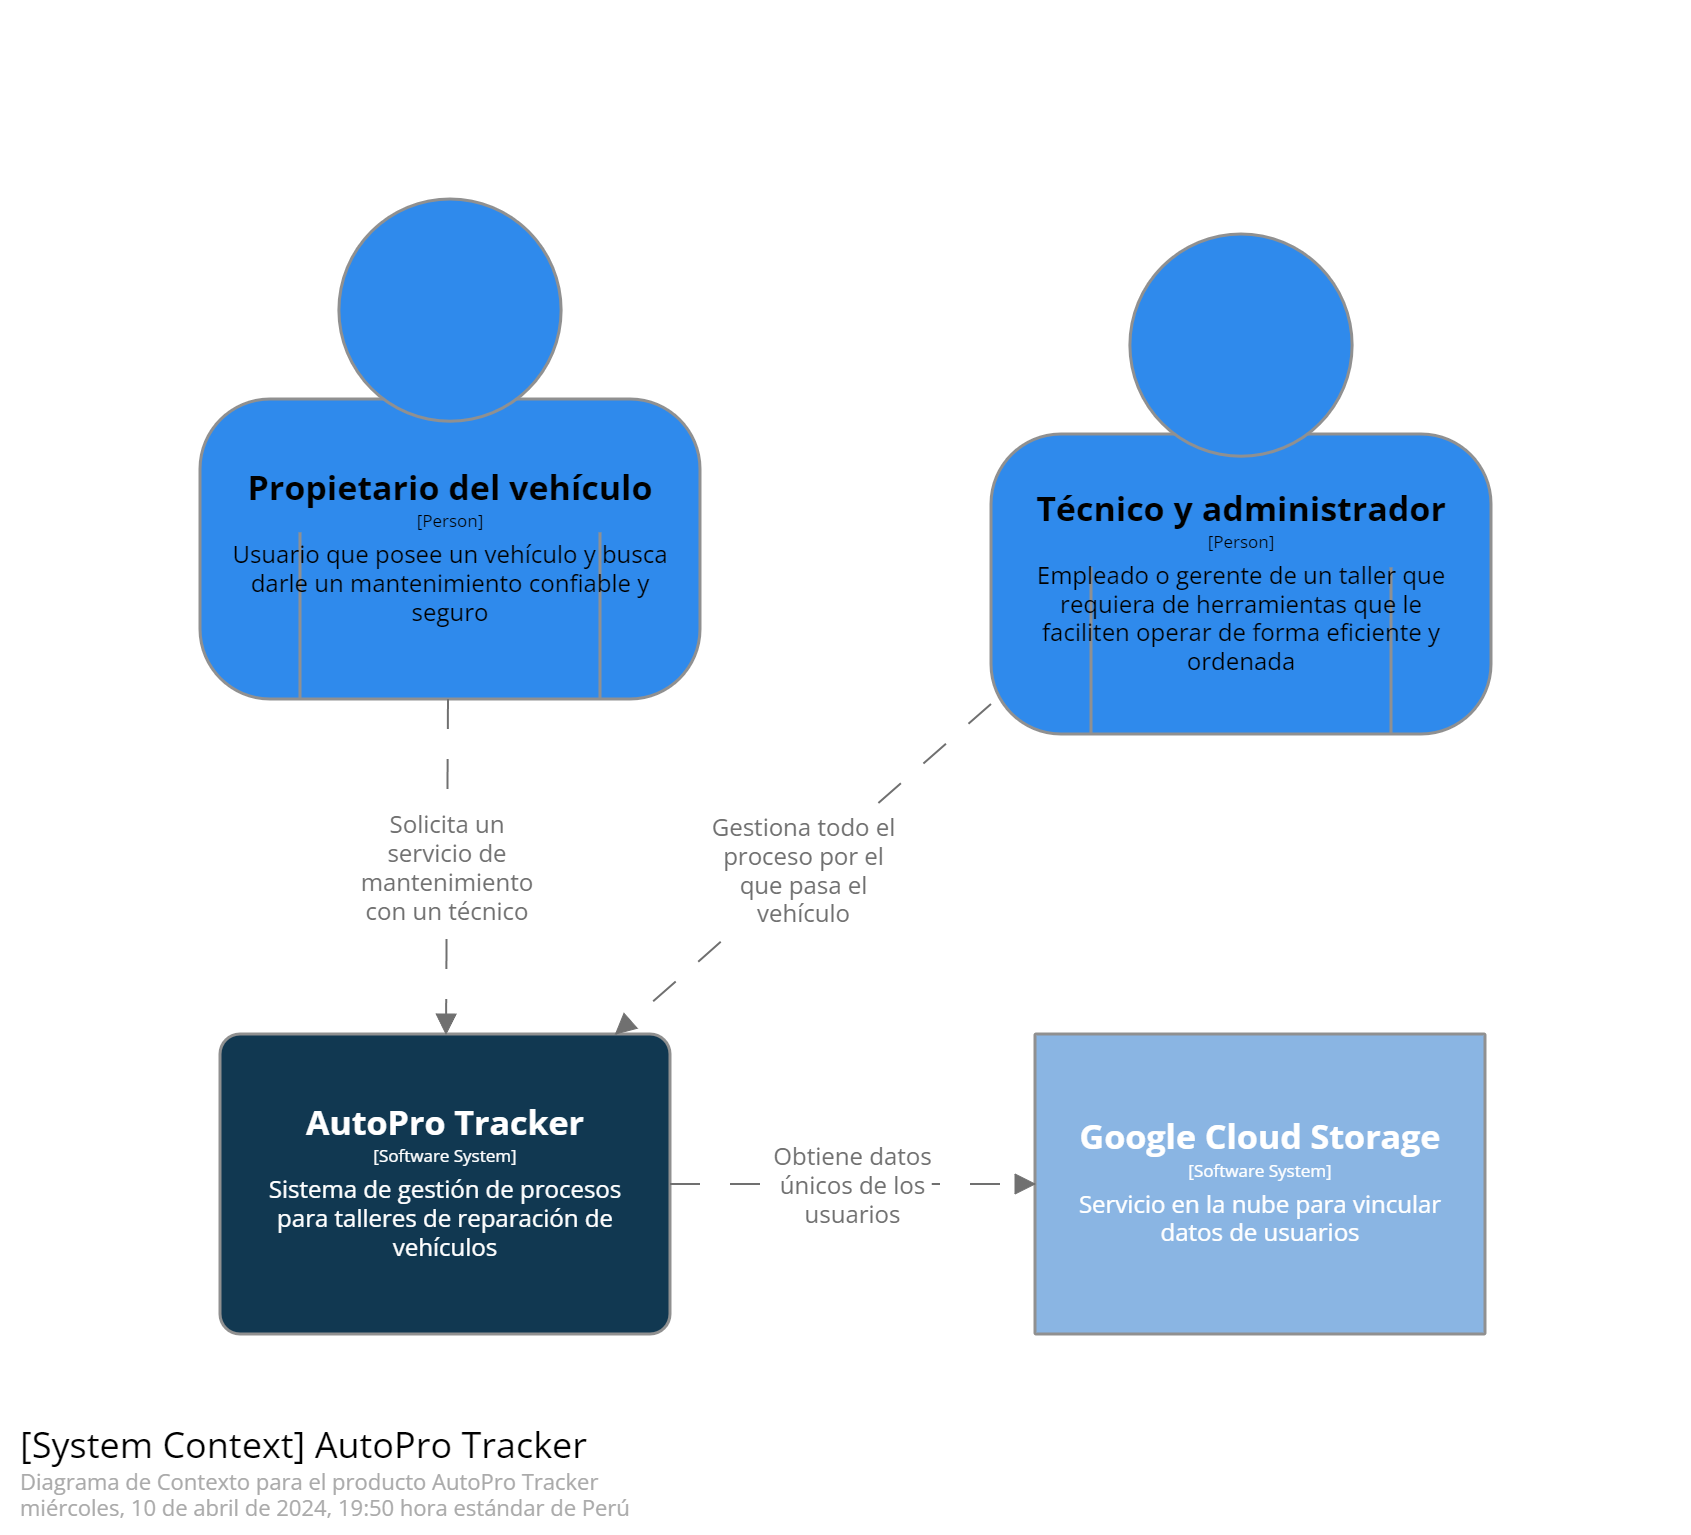 Propietario del vehículo
[Person]
Usuario que posee un vehículo y busca
darle un mantenimiento confiable y
seguro
Técnico y administrador
[Person]
Empleado o gerente de un taller que
requiera de herramientas que le
faciliten operar de forma eficiente y
ordenada
Solicita un
servicio de
mantenimiento
con un técnico
Gestiona todo el
proceso por el
que pasa el
vehículo
AutoPro Tracker
[Software System]
Sistema de gestión de procesos
para talleres de reparación de
vehículos
Obtiene datos
únicos de los
usuarios
Google Cloud Storage
[Software System]
Servicio en la nube para vincular
datos de usuarios
[System Context] AutoPro Tracker
Diagrama de Contexto para el producto AutoPro Tracker
miércoles, 10 de abril de 2024, 19:50 hora estándar de Perú